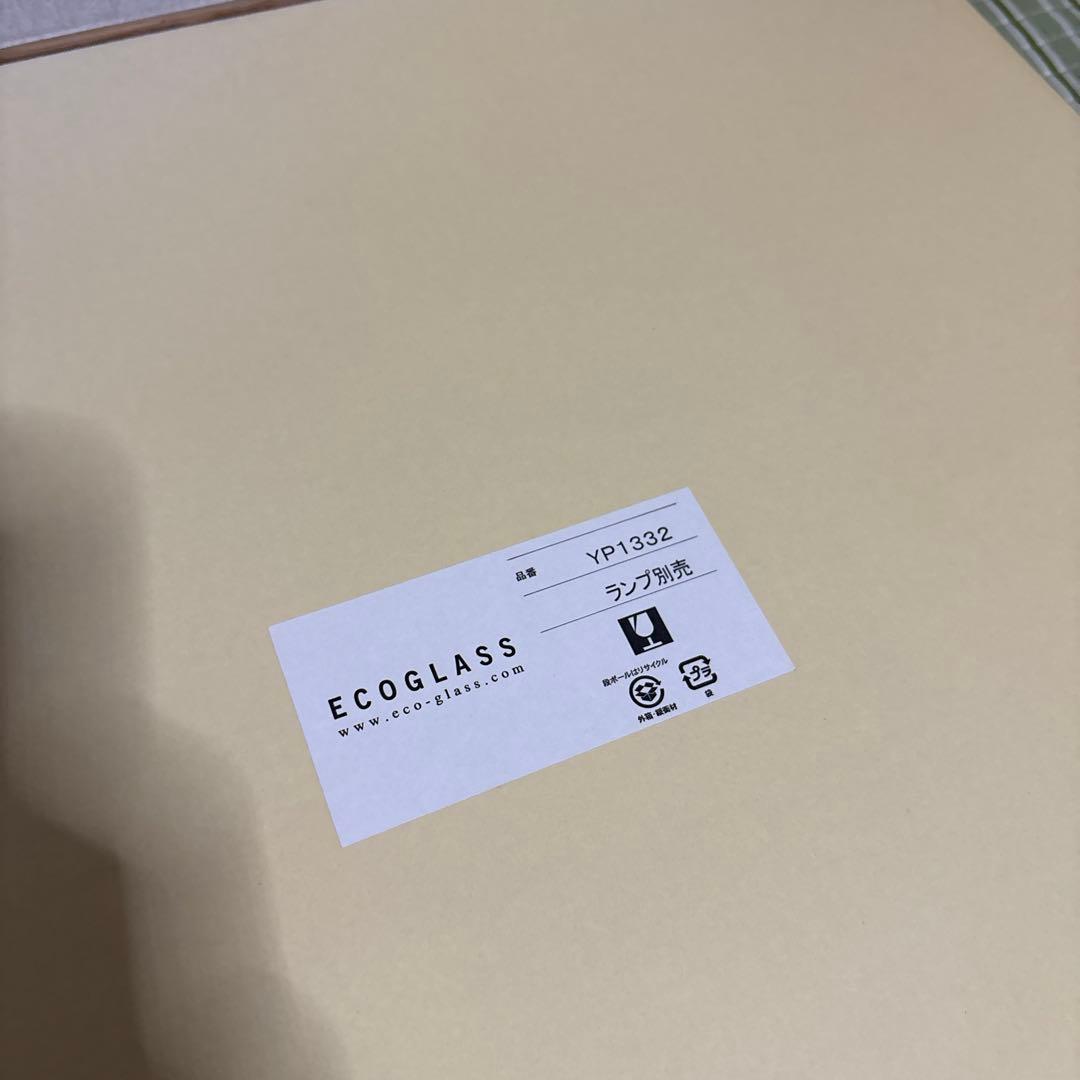 品番 YP1332
ランプ別売
ECOGLASS
www.eco-glass.com
段ボールはリサイクル
外箱・緩衝材
プラ
袋